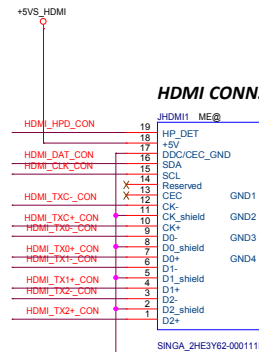 +5VS_HDMI
HDMI CONN.
JHDMI1 ME@
HDMI_HPD_CON 19 HP_DET
18 +5V
17 DDC/CEC_GND
HDMI_DAT_CON 16 SDA
HDMI_CLK_CON 15 SCL
14 Reserved
13 CEC GND1
HDMI_TXC-_CON 12 CK-
11 CK_shield GND2
HDMI_TXC+_CON 10 CK+
HDMI_TX0-_CON 9 D0- GND3
8 D0_shield
HDMI_TX0+_CON 7 D0+ GND4
HDMI_TX1-_CON 6 D1-
5 D1_shield
HDMI_TX1+_CON 4 D1+
HDMI_TX2-_CON 3 D2-
2 D2_shield
HDMI_TX2+_CON 1 D2+